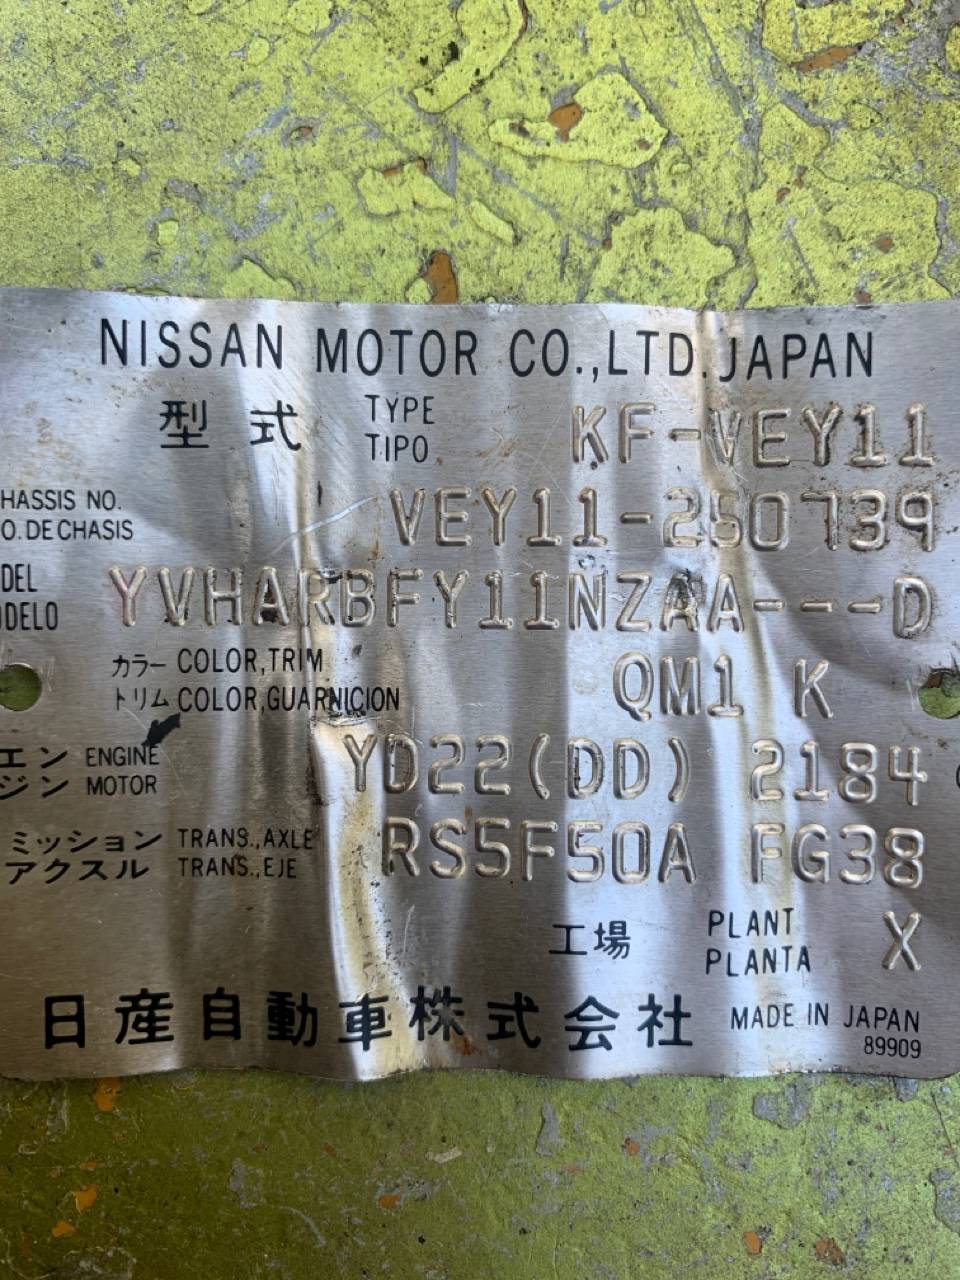 NISSAN MOTOR CO.,LTD. JAPAN
型式 TYPE KF-VEY11
TIPO
HASSIS NO. VEY11-250739
O. DE CHASIS
DEL YVHARBFY11NZAA---D
ODELO
カラー COLOR,TRIM QM1 K
トリム COLOR,GUARNICION
エン ENGINE YD22(DD) 2184
ジン MOTOR
ミッション TRANS.,AXLE RS5F50A FG38
アクスル TRANS.,EJE
工場 PLANT X
PLANTA
日産自動車株式会社 MADE IN JAPAN
89909